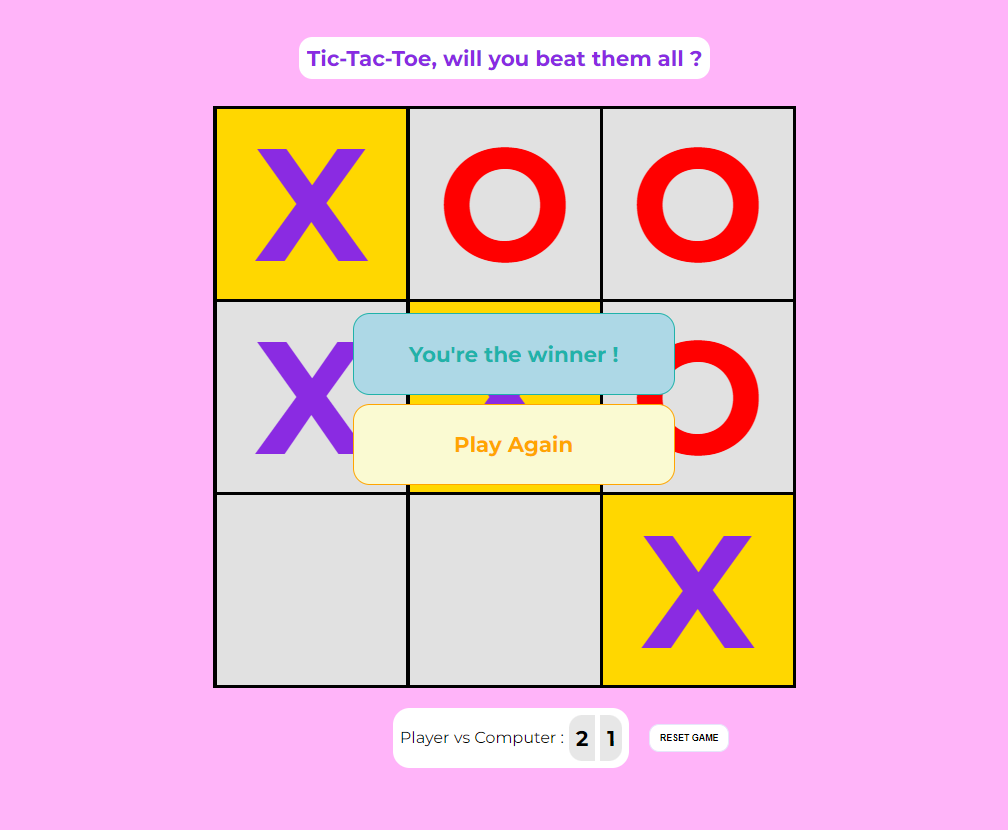 Tic-Tac-Toe, will you beat them all ?
X O O
X O
You're the winner !
Play Again
X
Player vs Computer : 2 1
RESET GAME